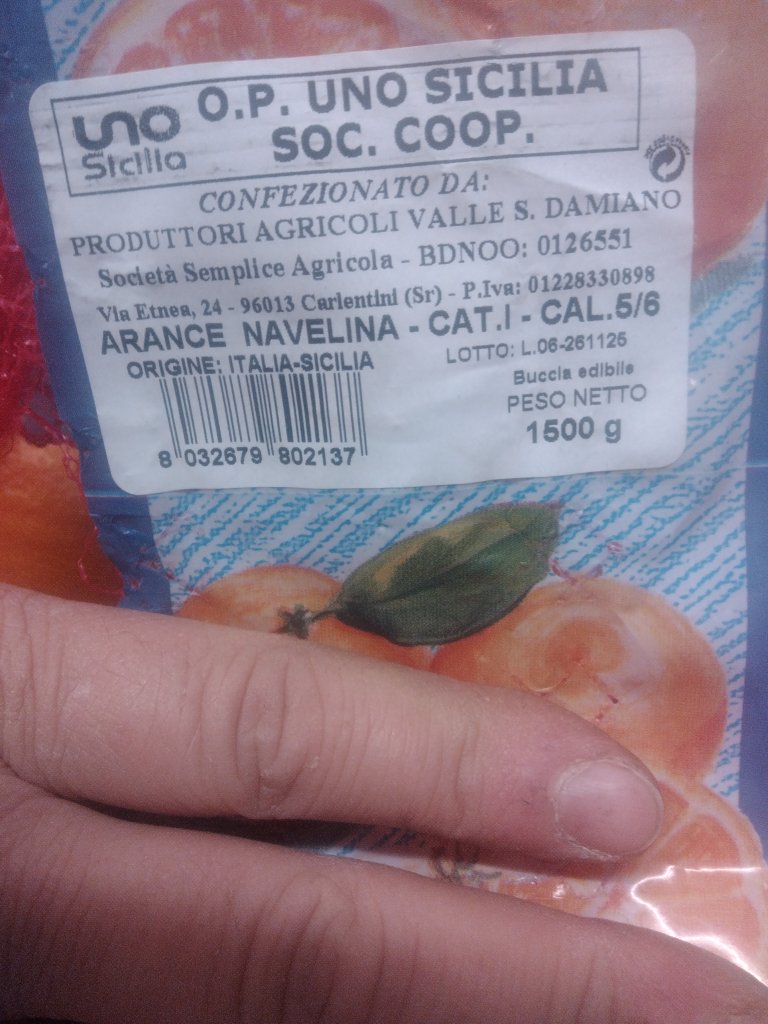 uno
Sicilia
O.P. UNO SICILIA
SOC. COOP.
CONFEZIONATO DA:
PRODUTTORI AGRICOLI VALLE S. DAMIANO
Società Semplice Agricola - BDNOO: 0126551
Via Etnea, 24 - 96013 Carlentini (Sr) - P.Iva: 01228330898
ARANCE NAVELINA - CAT.I - CAL.5/6
ORIGINE: ITALIA-SICILIA
LOTTO: L.06-261125
Buccia edibile
PESO NETTO
1500 g
8 032679 802137